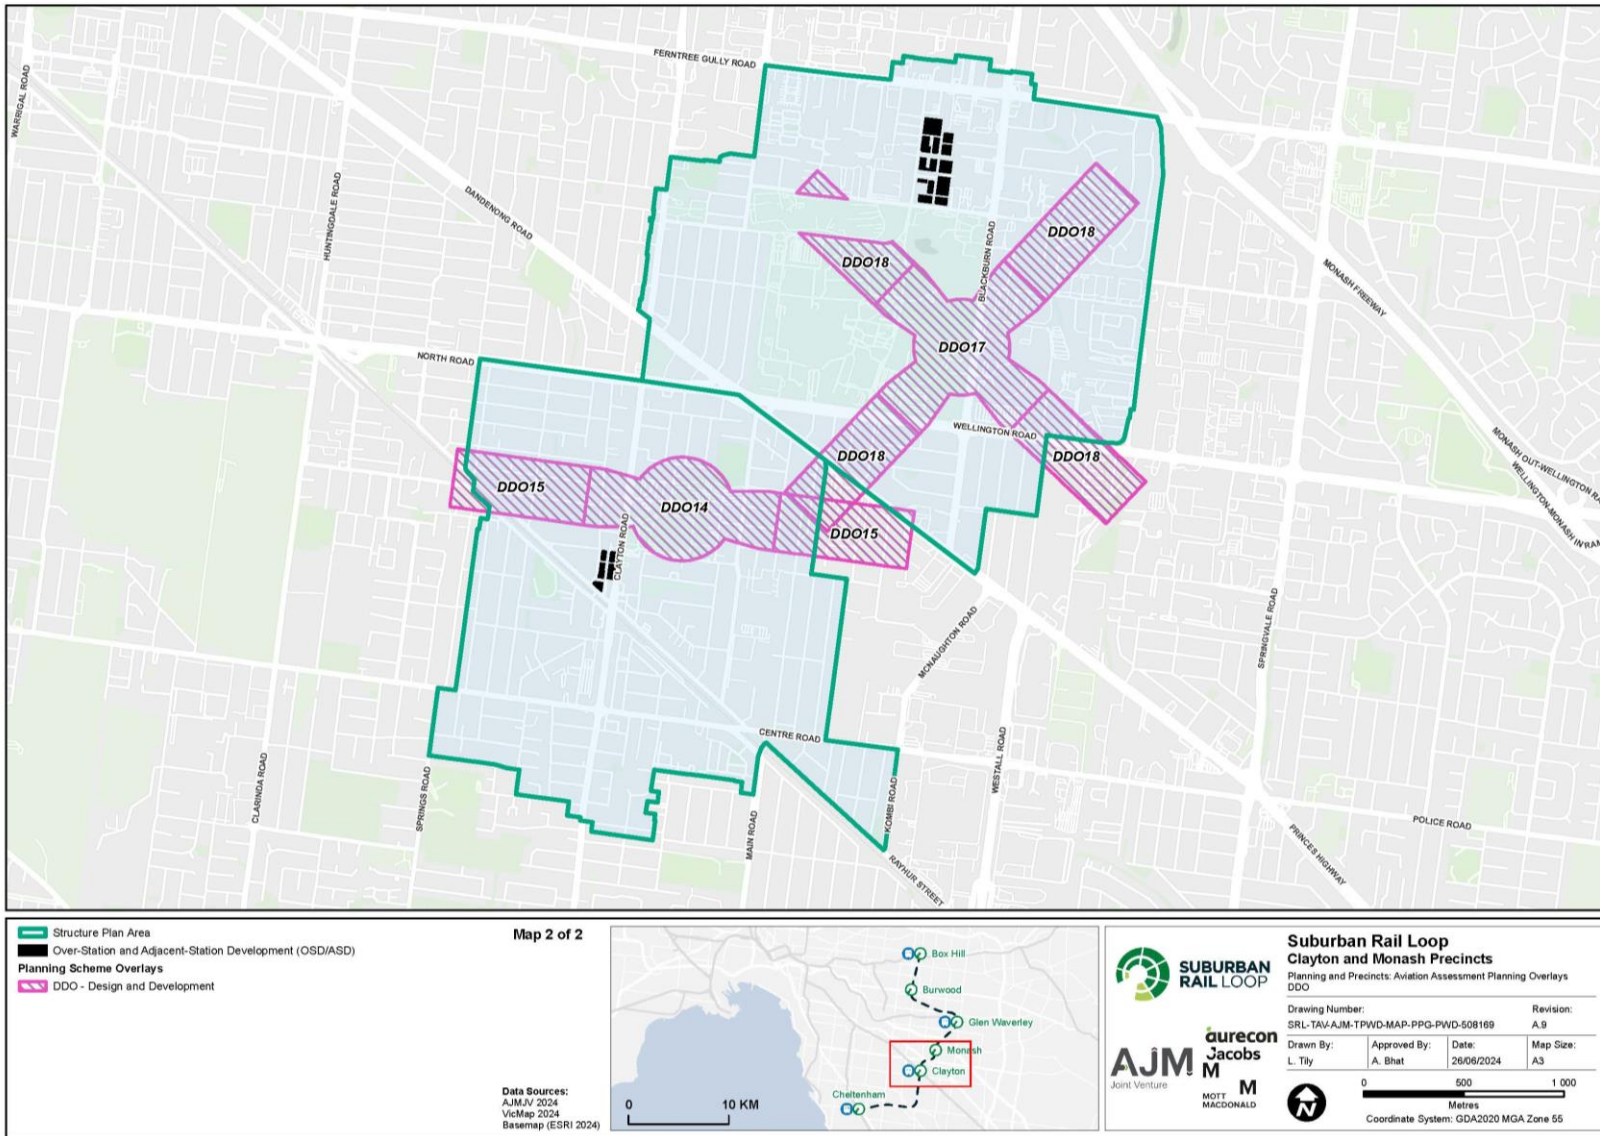 FERNTREE GULLY ROAD
WARRIGAL ROAD
HUNTINGDALE ROAD
DANDENONG ROAD
DDO18
DDO18
BLACKBURN ROAD
MONASH FREEWAY
DDO17
NORTH ROAD
WELLINGTON ROAD
DDO18
DDO18
MONASH OUT-WELLINGTON
WELLINGTON-MONASH IN
DDO15
DDO14
CLAYTON ROAD
DDO15
MCNAUGHTON ROAD
SPRINGVALE ROAD
CENTRE ROAD
WESTALL ROAD
CLARINDA ROAD
SPRINGS ROAD
MAIN ROAD
KOMBI ROAD
RAYHUR STREET
POLICE ROAD
PRINCES HIGHWAY
Structure Plan Area
Over-Station and Adjacent-Station Development (OSD/ASD)
Planning Scheme Overlays
DDO - Design and Development
Map 2 of 2
Data Sources:
AJMJV 2024
VicMap 2024
Basemap (ESRI 2024)
Box Hill
Burwood
Glen Waverley
Monash
Clayton
Cheltenham
0 10 KM
SUBURBAN
RAIL LOOP
AJM
Joint Venture
aurecon
Jacobs
M
M
MOTT
MACDONALD
Suburban Rail Loop
Clayton and Monash Precincts
Planning and Precincts: Aviation Assessment Planning Overlays
DDO
Drawing Number: Revision:
SRL-TAV-AJM-TPWD-MAP-PPG-PWD-508169 A.9
Drawn By: Approved By: Date: Map Size:
L. Tily A. Bhat 26/06/2024 A3
N
0 500 1 000
Metres
Coordinate System: GDA2020 MGA Zone 55